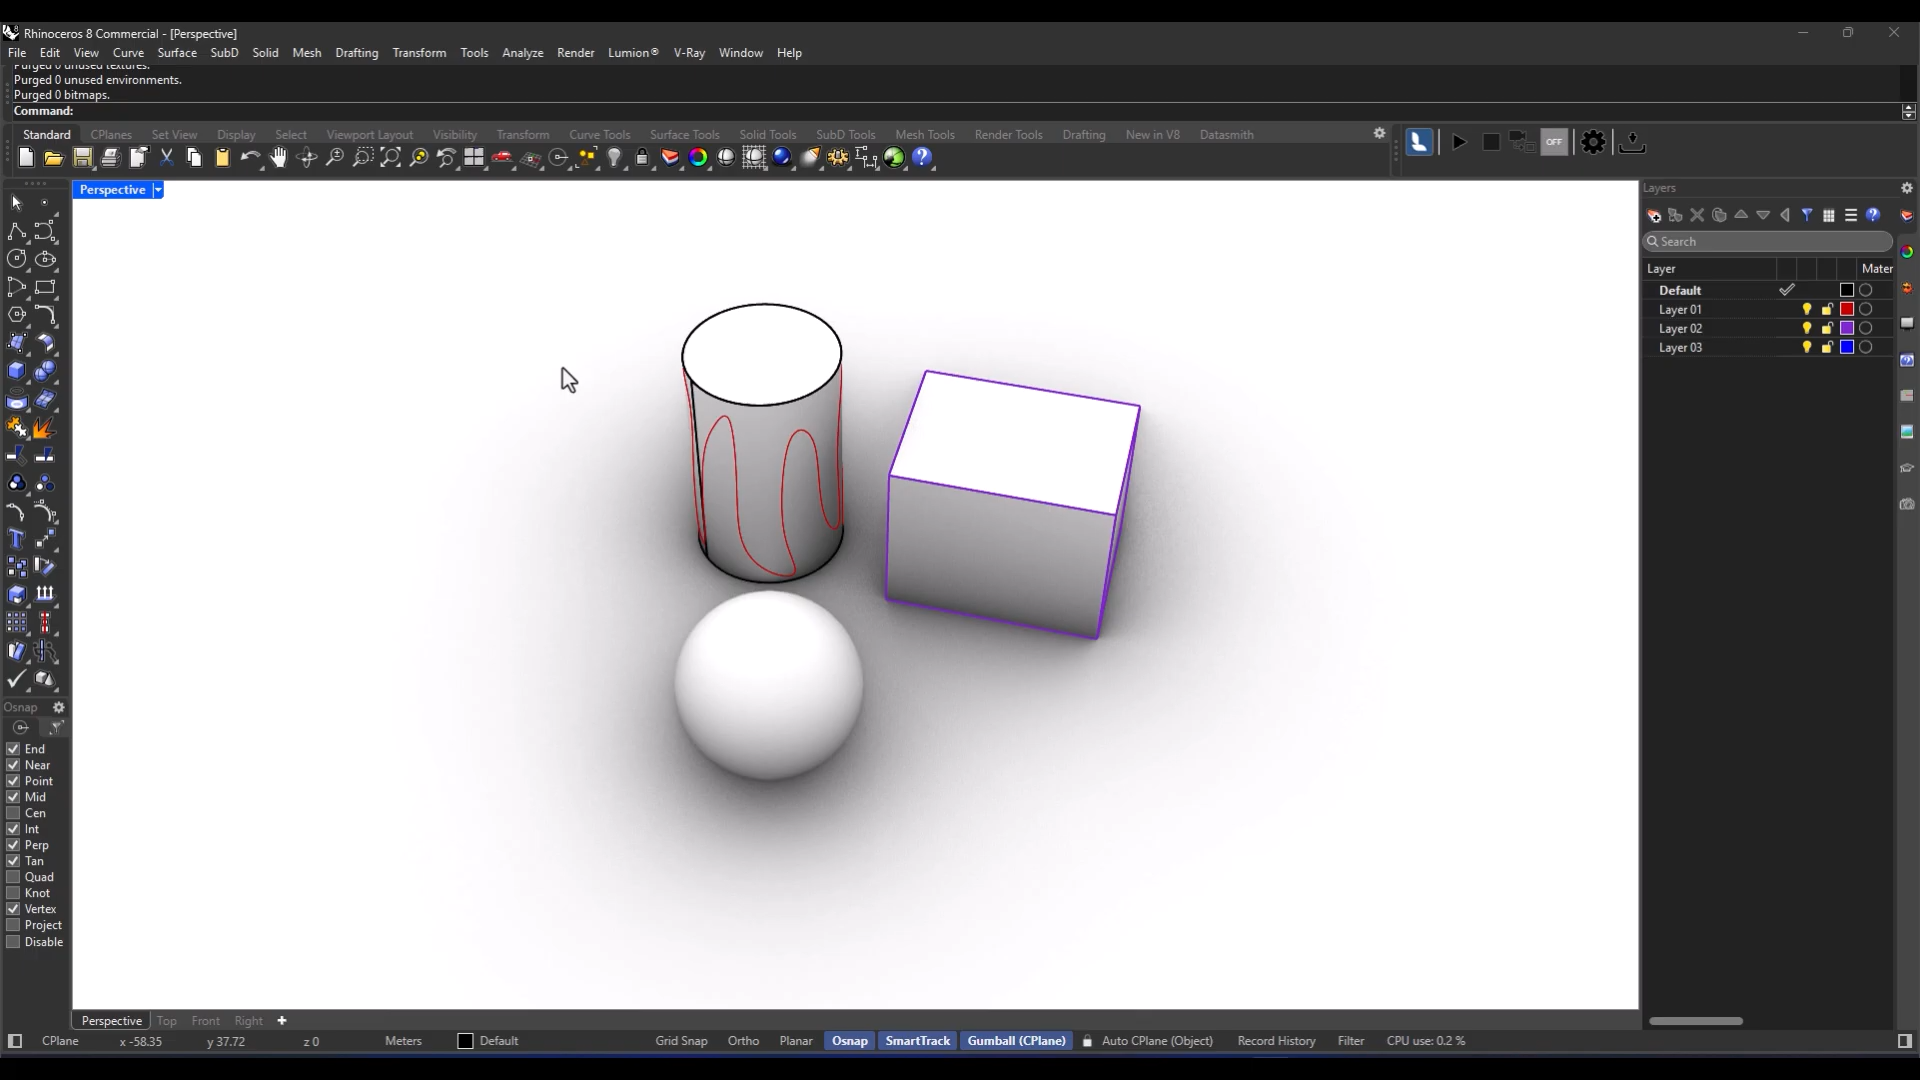 Rhinoceros 8 Commercial - [Perspective]
File Edit View Curve Surface SubD Solid Mesh Drafting Transform Tools Analyze Render Lumion® V-Ray Window Help
Purged 0 unused textures.
Purged 0 unused environments.
Purged 0 bitmaps.
Command:
Standard CPlanes Set View Display Select Viewport Layout Visibility Transform Curve Tools Surface Tools Solid Tools SubD Tools Mesh Tools Render Tools Drafting New in V8 Datasmith
OFF
Perspective
Layers
Search
Layer Mater
Default
Layer 01
Layer 02
Layer 03
Osnap
End
Near
Point
Mid
Cen
Int
Perp
Tan
Quad
Knot
Vertex
Project
Disable
Perspective Top Front Right
CPlane x -58.35 y 37.72 z 0 Meters Default Grid Snap Ortho Planar Osnap SmartTrack Gumball (CPlane) Auto CPlane (Object) Record History Filter CPU use: 0.2 %